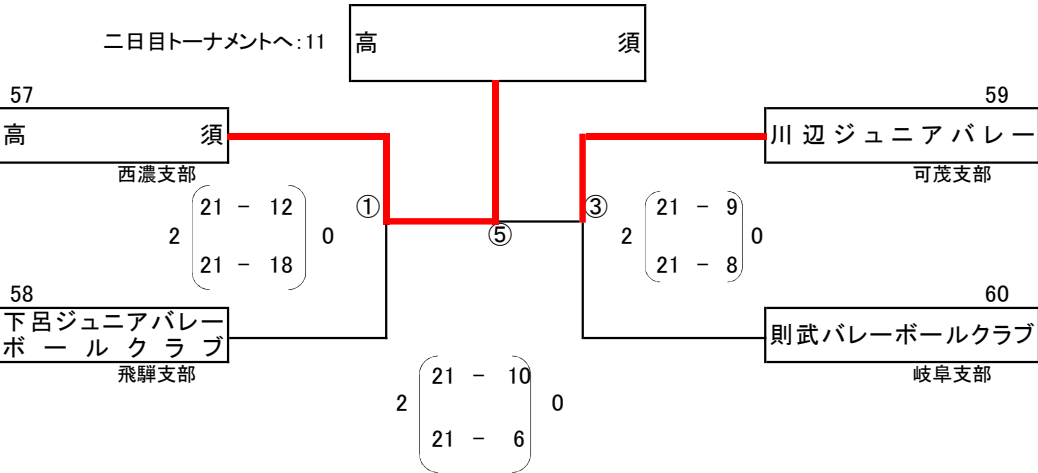 二日目トーナメントへ：11
高　須
57
高　須
西濃支部
59
川辺ジュニアバレー
可茂支部
①
③
⑤
2
21 － 12
21 － 18
0
2
21 － 9
21 － 8
0
58
下呂ジュニアバレー
ボールクラブ
飛騨支部
60
則武バレーボールクラブ
岐阜支部
2
21 － 10
21 － 6
0